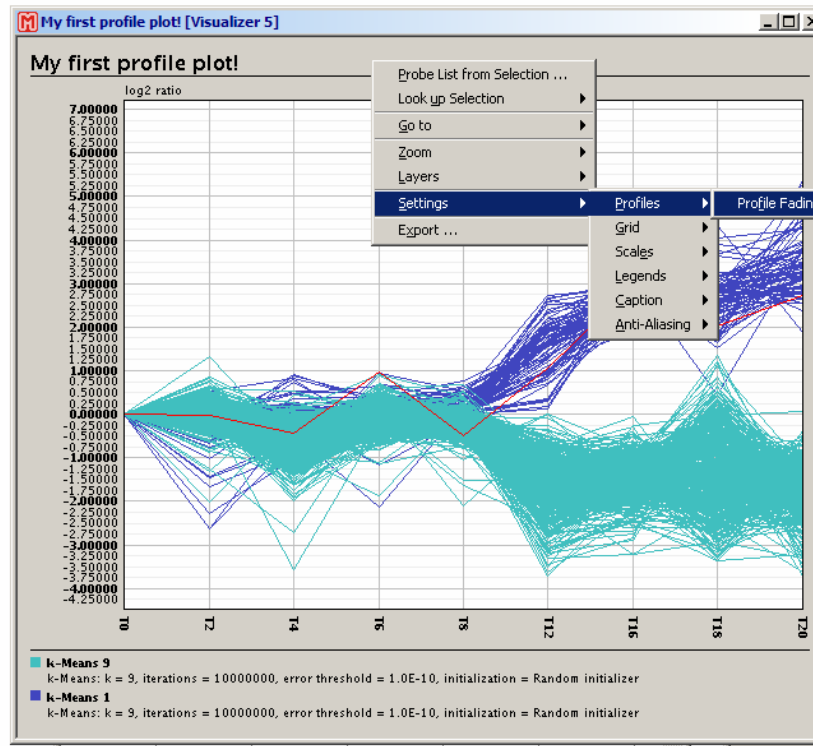 My first profile plot! [Visualizer 5]
My first profile plot!
log2 ratio
Probe List from Selection ...
Look up Selection
Go to
Zoom
Layers
Settings
Export ...
Profiles
Grid
Scales
Legends
Caption
Anti-Aliasing
Profile Fadin
7.00000
6.75000
6.50000
6.25000
6.00000
5.75000
5.50000
5.25000
5.00000
4.75000
4.50000
4.25000
4.00000
3.75000
3.50000
3.25000
3.00000
2.75000
2.50000
2.25000
2.00000
1.75000
1.50000
1.25000
1.00000
0.75000
0.50000
0.25000
0.00000
-0.25000
-0.50000
-0.75000
-1.00000
-1.25000
-1.50000
-1.75000
-2.00000
-2.25000
-2.50000
-2.75000
-3.00000
-3.25000
-3.50000
-3.75000
-4.00000
-4.25000
T0
T2
T4
T6
T8
T12
T16
T18
T20
k-Means 9
k-Means: k = 9, iterations = 10000000, error threshold = 1.0E-10, initialization = Random initializer
k-Means 1
k-Means: k = 9, iterations = 10000000, error threshold = 1.0E-10, initialization = Random initializer